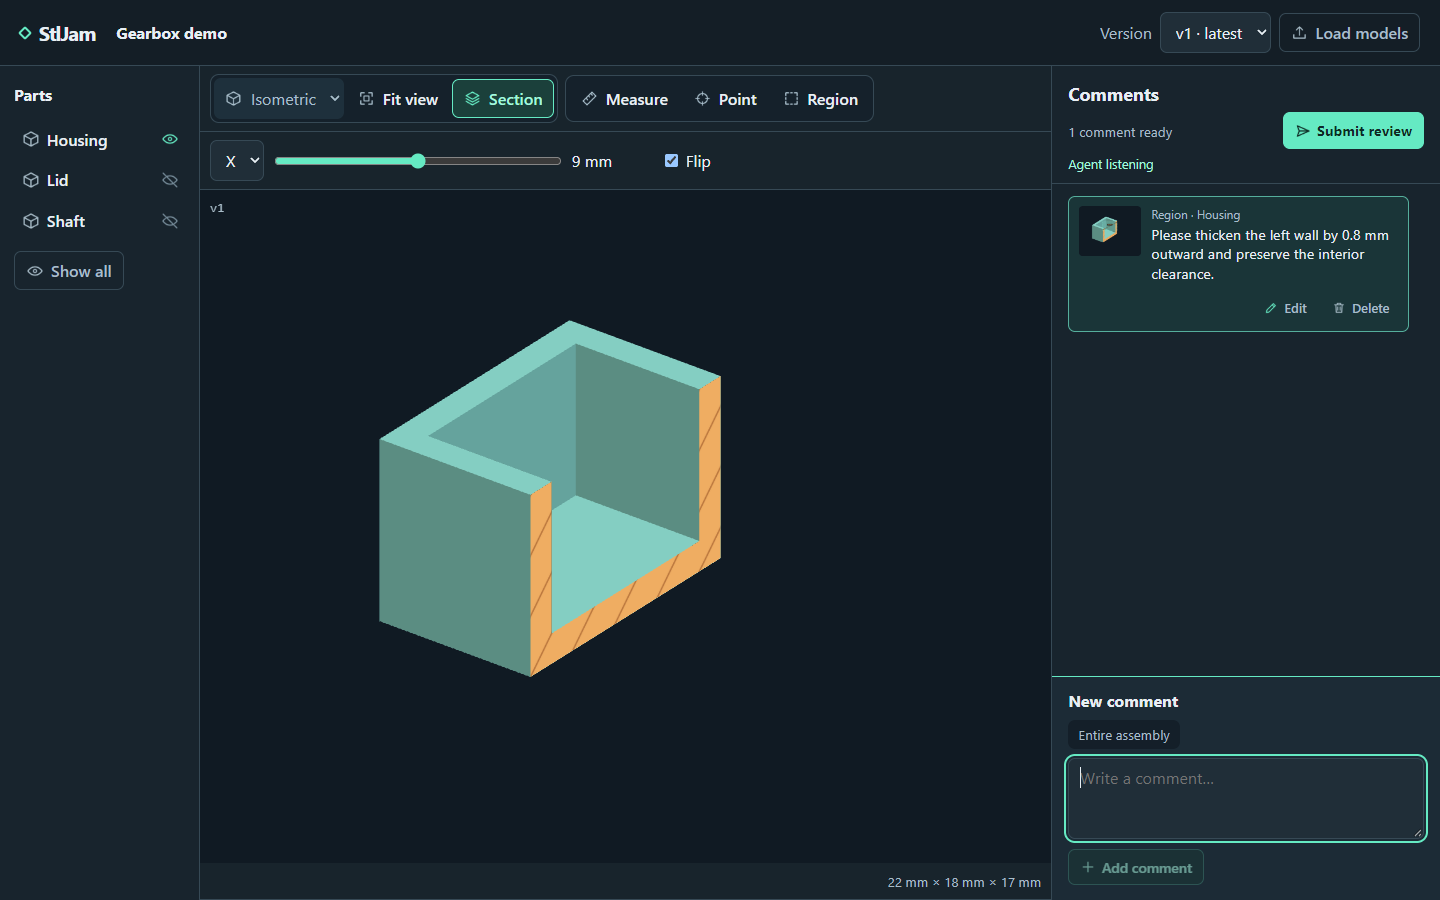 StlJam
Gearbox demo
Version
v1 · latest
Load models
Parts
Housing
Lid
Shaft
Show all
Isometric
Fit view
Section
Measure
Point
Region
X
9 mm
Flip
v1
22 mm × 18 mm × 17 mm
Comments
1 comment ready
Submit review
Agent listening
Region · Housing
Please thicken the left wall by 0.8 mm
outward and preserve the interior
clearance.
Edit
Delete
New comment
Entire assembly
Write a comment...
Add comment